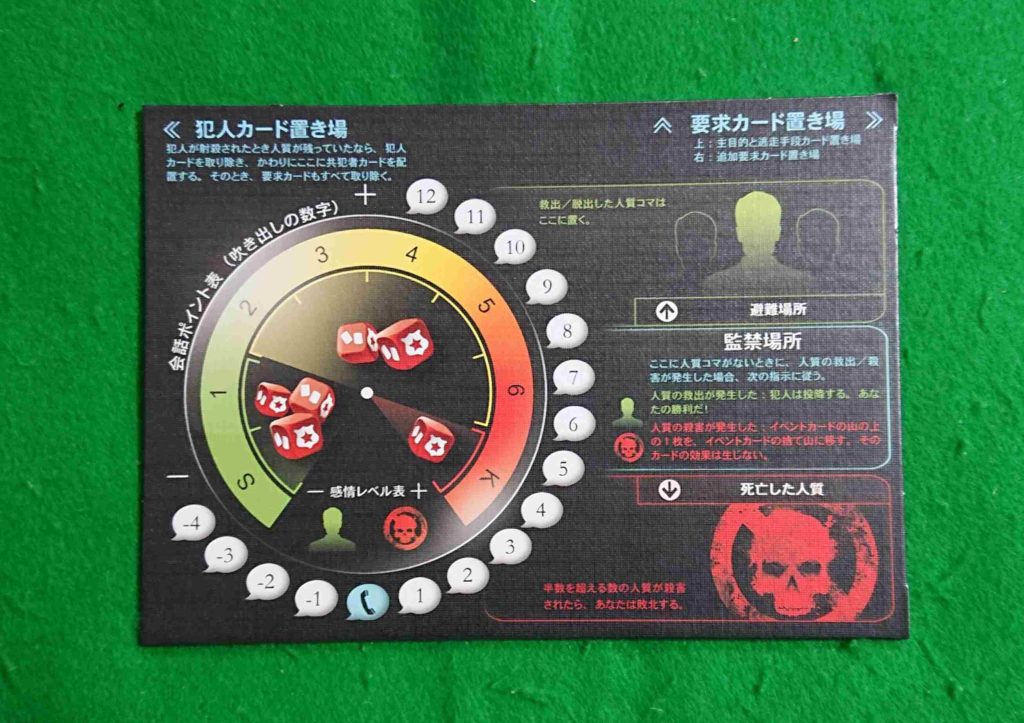 ≪ 犯人カード置き場
犯人が射殺されたとき人質が残っていたなら、犯人
カードを取り除き、かわりにここに共犯者カードを配
置する。そのとき、要求カードもすべて取り除く。
要求カード置き場 ≫
上：主目的と逃走手段カード置き場
右：追加要求カード置き場
会話ポイント表（吹き出しの数字）
+
12
11
10
9
8
7
6
5
4
3
2
1
-1
-2
-3
-4
−
S
1
2
3
4
5
6
K
− 感情レベル表 +
救出／脱出した人質コマは
ここに置く。
避難場所
監禁場所
ここに人質コマがないときに、人質の救出／殺
害が発生した場合、次の指示に従う。
人質の救出が発生した：犯人は投降する。あな
たの勝利だ！
人質の殺害が発生した：イベントカードの山の上
の1枚を、イベントカードの捨て山に移す。その
カードの効果は生じない。
死亡した人質
半数を超える数の人質が殺害
されたら、あなたは敗北する。